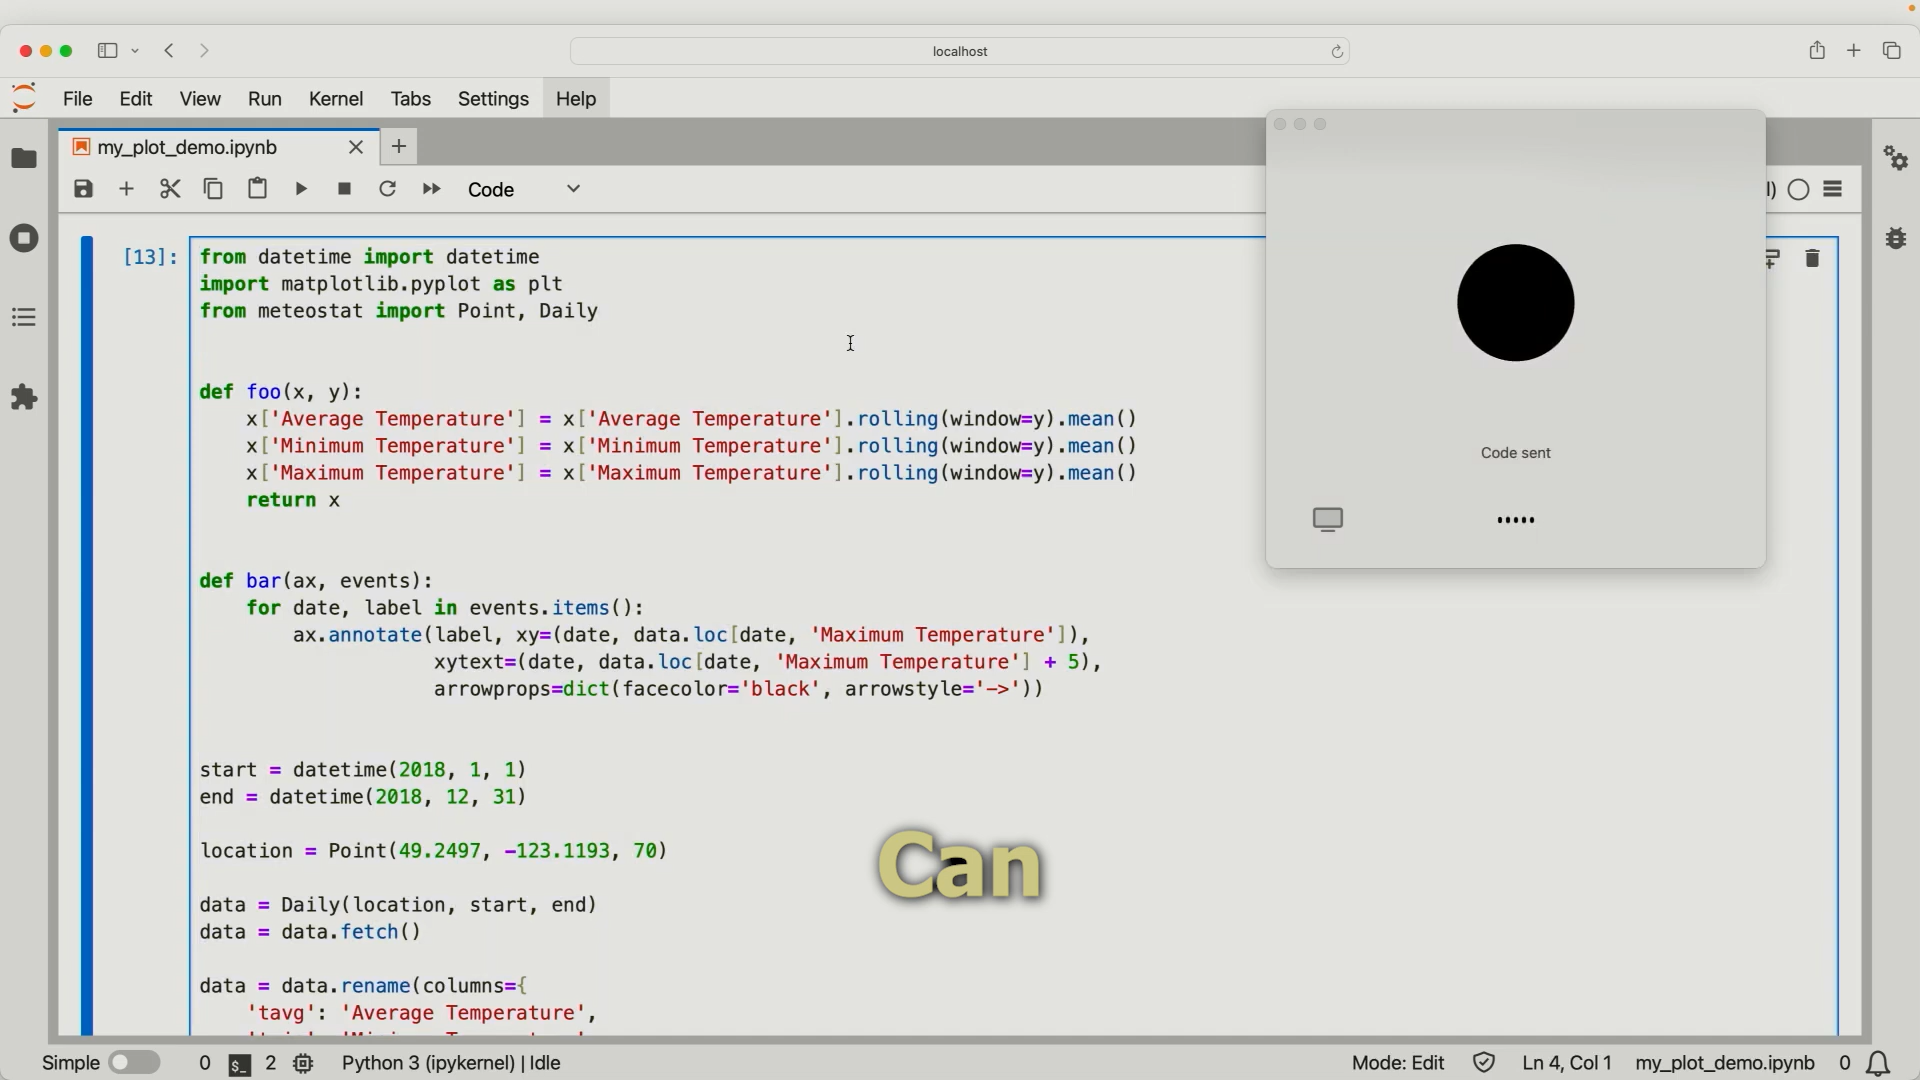 localhost
File Edit View Run Kernel Tabs Settings Help
my_plot_demo.ipynb
Code
[13]:
from datetime import datetime
import matplotlib.pyplot as plt
from meteostat import Point, Daily
def foo(x, y):
x['Average Temperature'] = x['Average Temperature'].rolling(window=y).mean()
x['Minimum Temperature'] = x['Minimum Temperature'].rolling(window=y).mean()
x['Maximum Temperature'] = x['Maximum Temperature'].rolling(window=y).mean()
return x
def bar(ax, events):
for date, label in events.items():
ax.annotate(label, xy=(date, data.loc[date, 'Maximum Temperature']),
xytext=(date, data.loc[date, 'Maximum Temperature'] + 5),
arrowprops=dict(facecolor='black', arrowstyle='->'))
start = datetime(2018, 1, 1)
end = datetime(2018, 12, 31)
location = Point(49.2497, -123.1193, 70)
data = Daily(location, start, end)
data = data.fetch()
data = data.rename(columns={
'tavg': 'Average Temperature',
Code sent
Can
Simple 0 $_ 2 Python 3 (ipykernel) | Idle Mode: Edit Ln 4, Col 1 my_plot_demo.ipynb 0